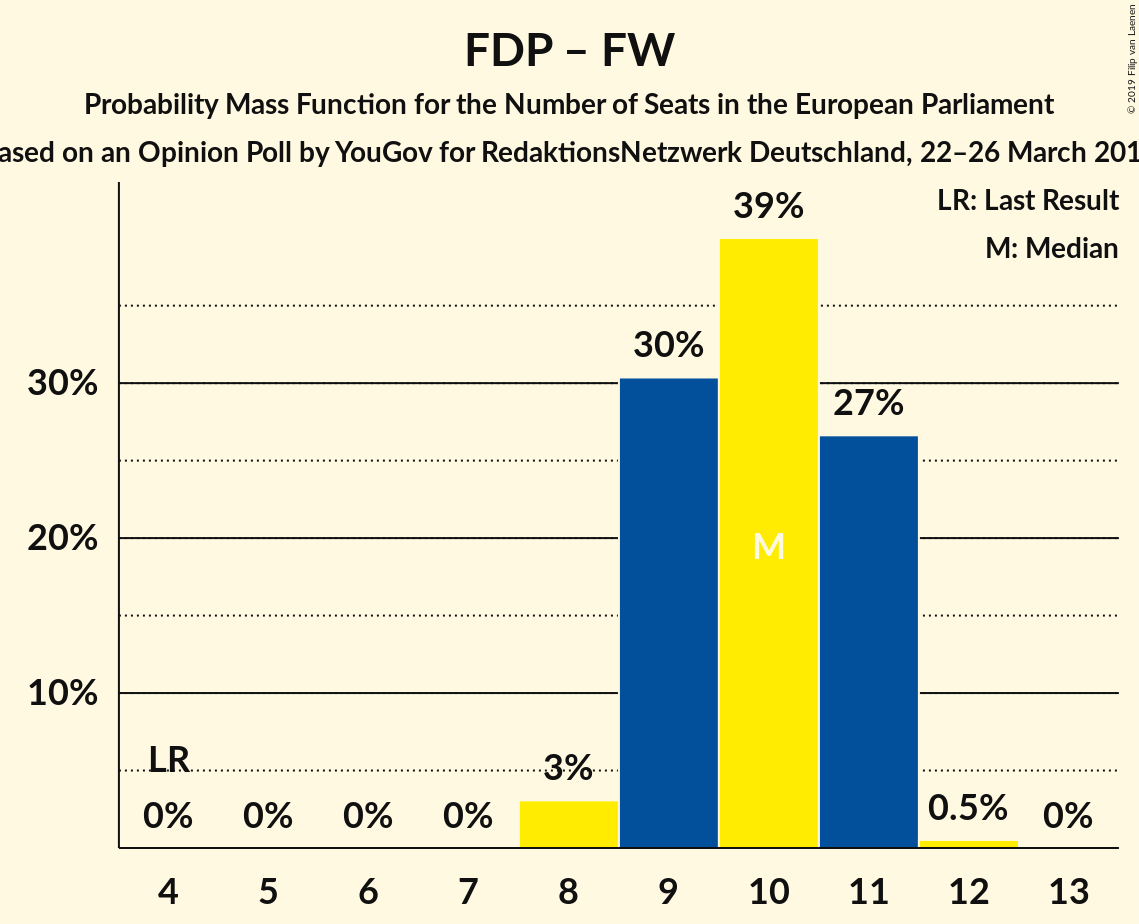 FDP – FW
Probability Mass Function for the Number of Seats in the European Parliament
ased on an Opinion Poll by YouGov for RedaktionsNetzwerk Deutschland, 22–26 March 201
© 2019 Filip van Laenen
LR: Last Result
M: Median
39%
30%
30%
27%
20%
M
10%
LR
3%
0% 0% 0% 0% 0.5% 0%
4 5 6 7 8 9 10 11 12 13